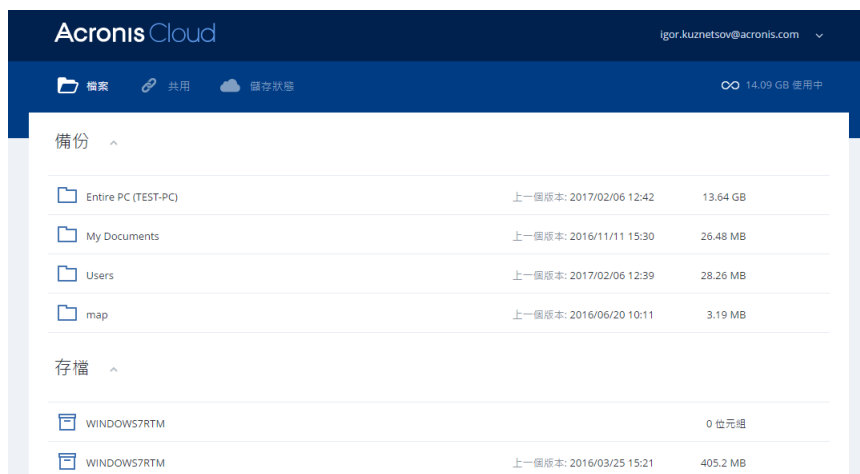 Acronis Cloud
igor.kuznetsov@acronis.com
檔案 共用 儲存狀態 14.09 GB 使用中
備份
Entire PC (TEST-PC) 上一個版本: 2017/02/06 12:42 13.64 GB
My Documents 上一個版本: 2016/11/11 15:30 26.48 MB
Users 上一個版本: 2017/02/06 12:39 28.26 MB
map 上一個版本: 2016/06/20 10:11 3.19 MB
存檔
WINDOWS7RTM 0 位元組
WINDOWS7RTM 上一個版本: 2016/03/25 15:21 405.2 MB